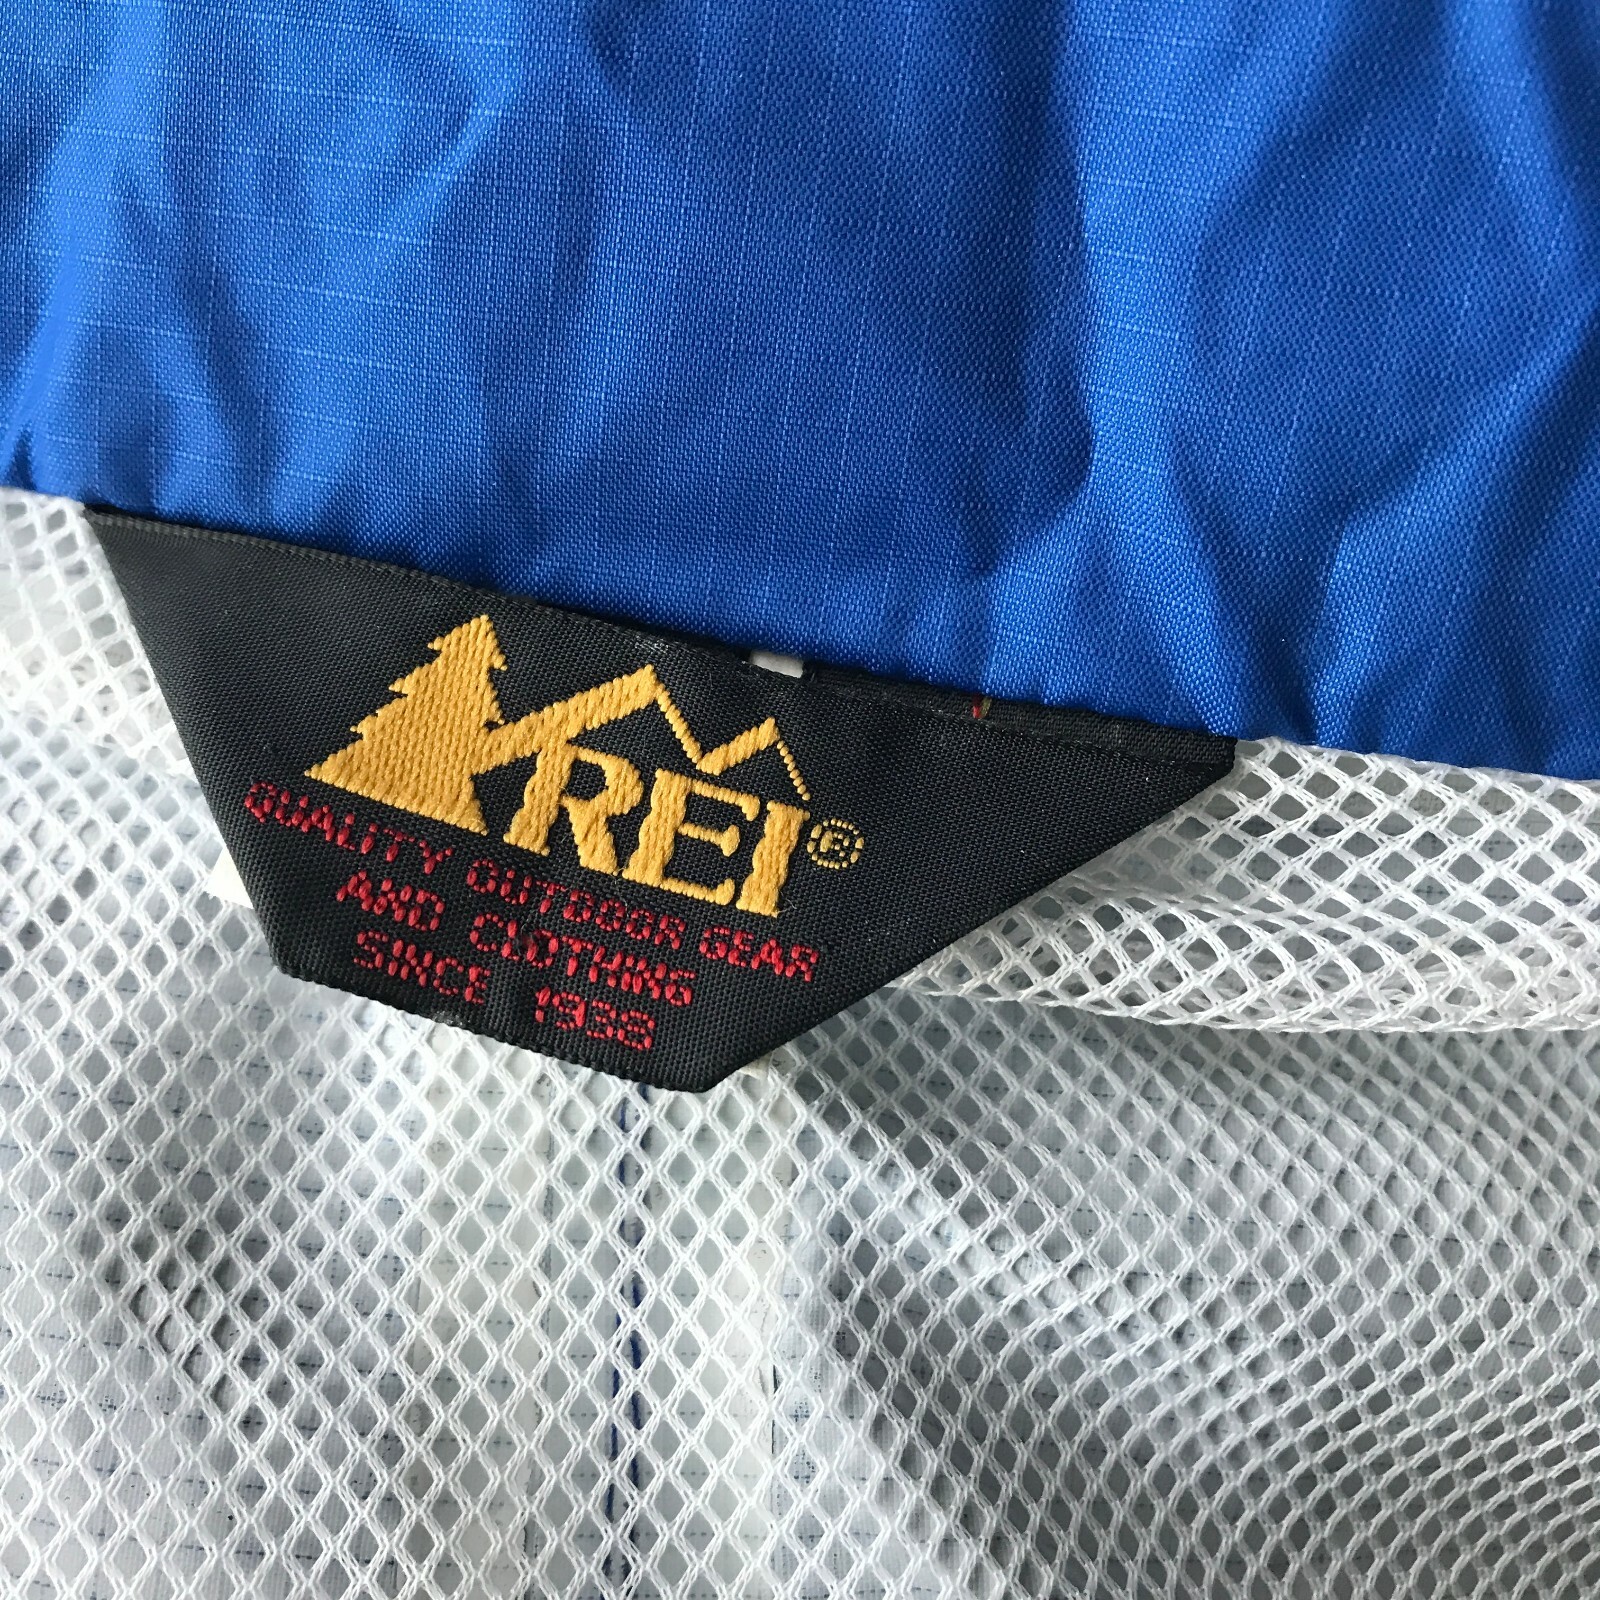 REI®
QUALITY OUTDOOR GEAR
AND CLOTHING
SINCE 1938